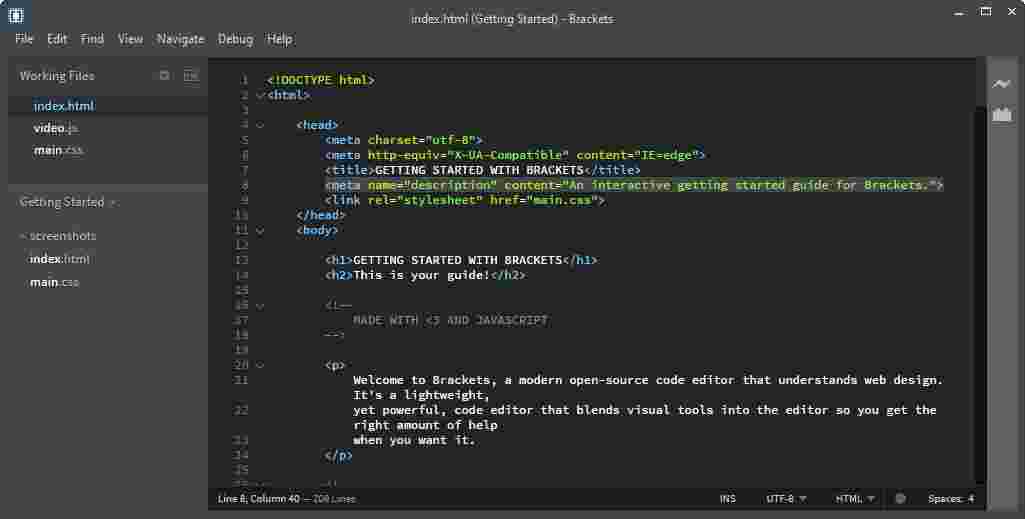 index.html (Getting Started) - Brackets
File Edit Find View Navigate Debug Help
Working Files
index.html
video.js
main.css
Getting Started
screenshots
index.html
main.css
1 <!DOCTYPE html>
2 <html>
3
4 <head>
5 <meta charset="utf-8">
6 <meta http-equiv="X-UA-Compatible" content="IE=edge">
7 <title>GETTING STARTED WITH BRACKETS</title>
8 <meta name="description" content="An interactive getting started guide for Brackets.">
9 <link rel="stylesheet" href="main.css">
10 </head>
11 <body>
12
13 <h1>GETTING STARTED WITH BRACKETS</h1>
14 <h2>This is your guide!</h2>
15
16 <!--
17 MADE WITH <3 AND JAVASCRIPT
18 -->
19
20 <p>
21 Welcome to Brackets, a modern open-source code editor that understands web design.
It's a lightweight,
22 yet powerful, code editor that blends visual tools into the editor so you get the
right amount of help
23 when you want it.
24 </p>
25
Line 8, Column 40 — 200 Lines
INS UTF-8 HTML Spaces: 4